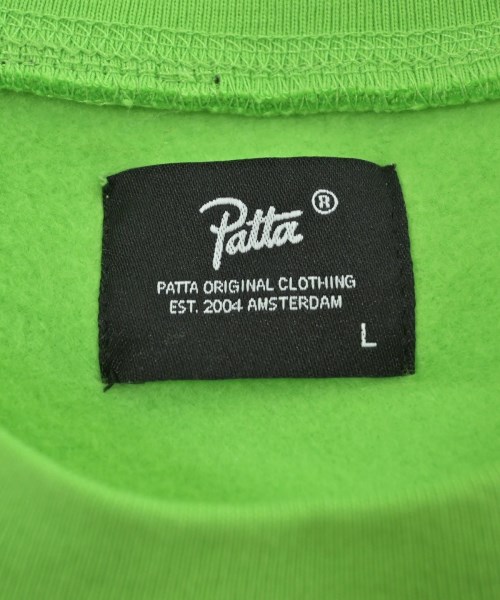 Patta®
PATTA ORIGINAL CLOTHING
EST. 2004 AMSTERDAM
L